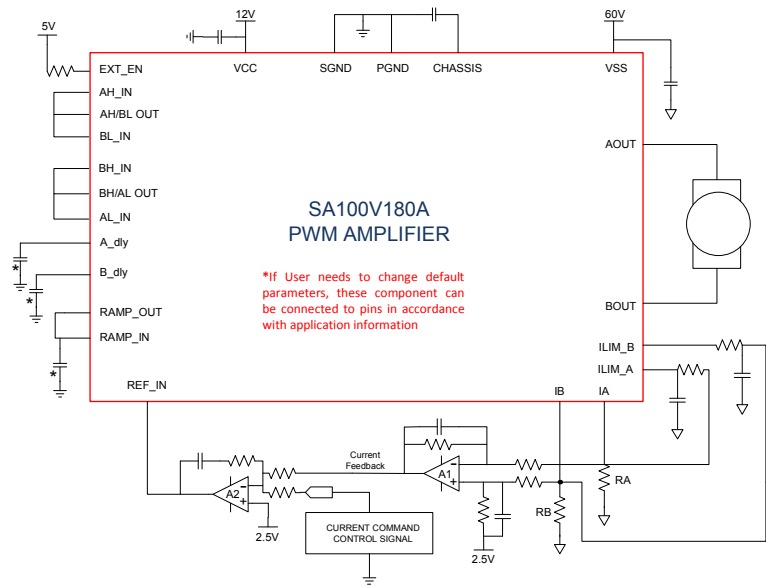 5V
12V
60V
EXT_EN
VCC
SGND
PGND
CHASSIS
VSS
AH_IN
AH/BL OUT
BL_IN
AOUT
BH_IN
BH/AL OUT
AL_IN
SA100V180A
PWM AMPLIFIER
A_dly
B_dly
*
*
*If User needs to change default
parameters, these component can
be connected to pins in accordance
with application information
BOUT
RAMP_OUT
RAMP_IN
*
ILIM_B
ILIM_A
REF_IN
IB
IA
Current
Feedback
A1
-
+
RA
A2
-
+
RB
2.5V
CURRENT COMMAND
CONTROL SIGNAL
2.5V